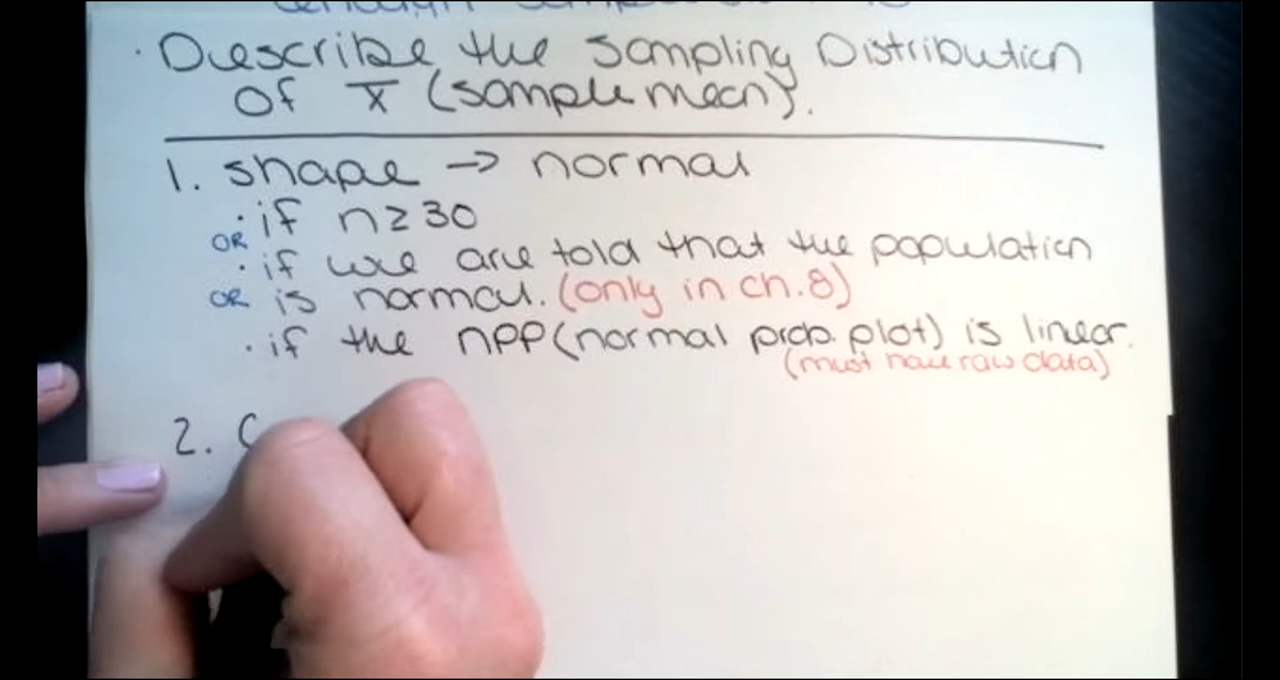 · Describe the Sampling Distribution
of x̄ (sample mean).
1. shape → normal
· if n ≥ 30
OR
· if we are told that the population
OR is normal. (only in ch.8)
· if the npp (normal prob. plot) is linear.
(must have raw data)
2. C